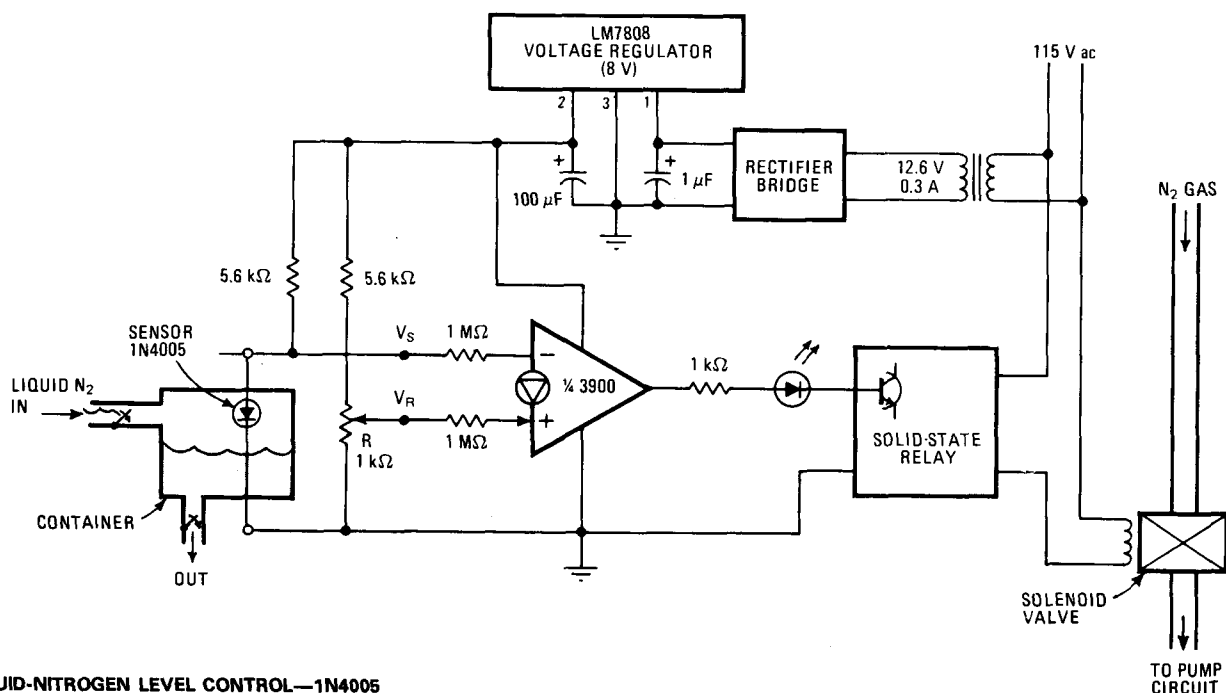 LM7808
VOLTAGE REGULATOR
(8 V)
2
3
1
115 V ac
+
100 µF
+
1 µF
RECTIFIER
BRIDGE
12.6 V
0.3 A
N₂ GAS
5.6 kΩ
5.6 kΩ
SENSOR
1N4005
V_S
1 MΩ
−
LIQUID N₂
IN
¼ 3900
1 kΩ
V_R
1 MΩ
+
R
1 kΩ
SOLID-STATE
RELAY
CONTAINER
OUT
SOLENOID
VALVE
TO PUMP
CIRCUIT
UID-NITROGEN LEVEL CONTROL—1N4005